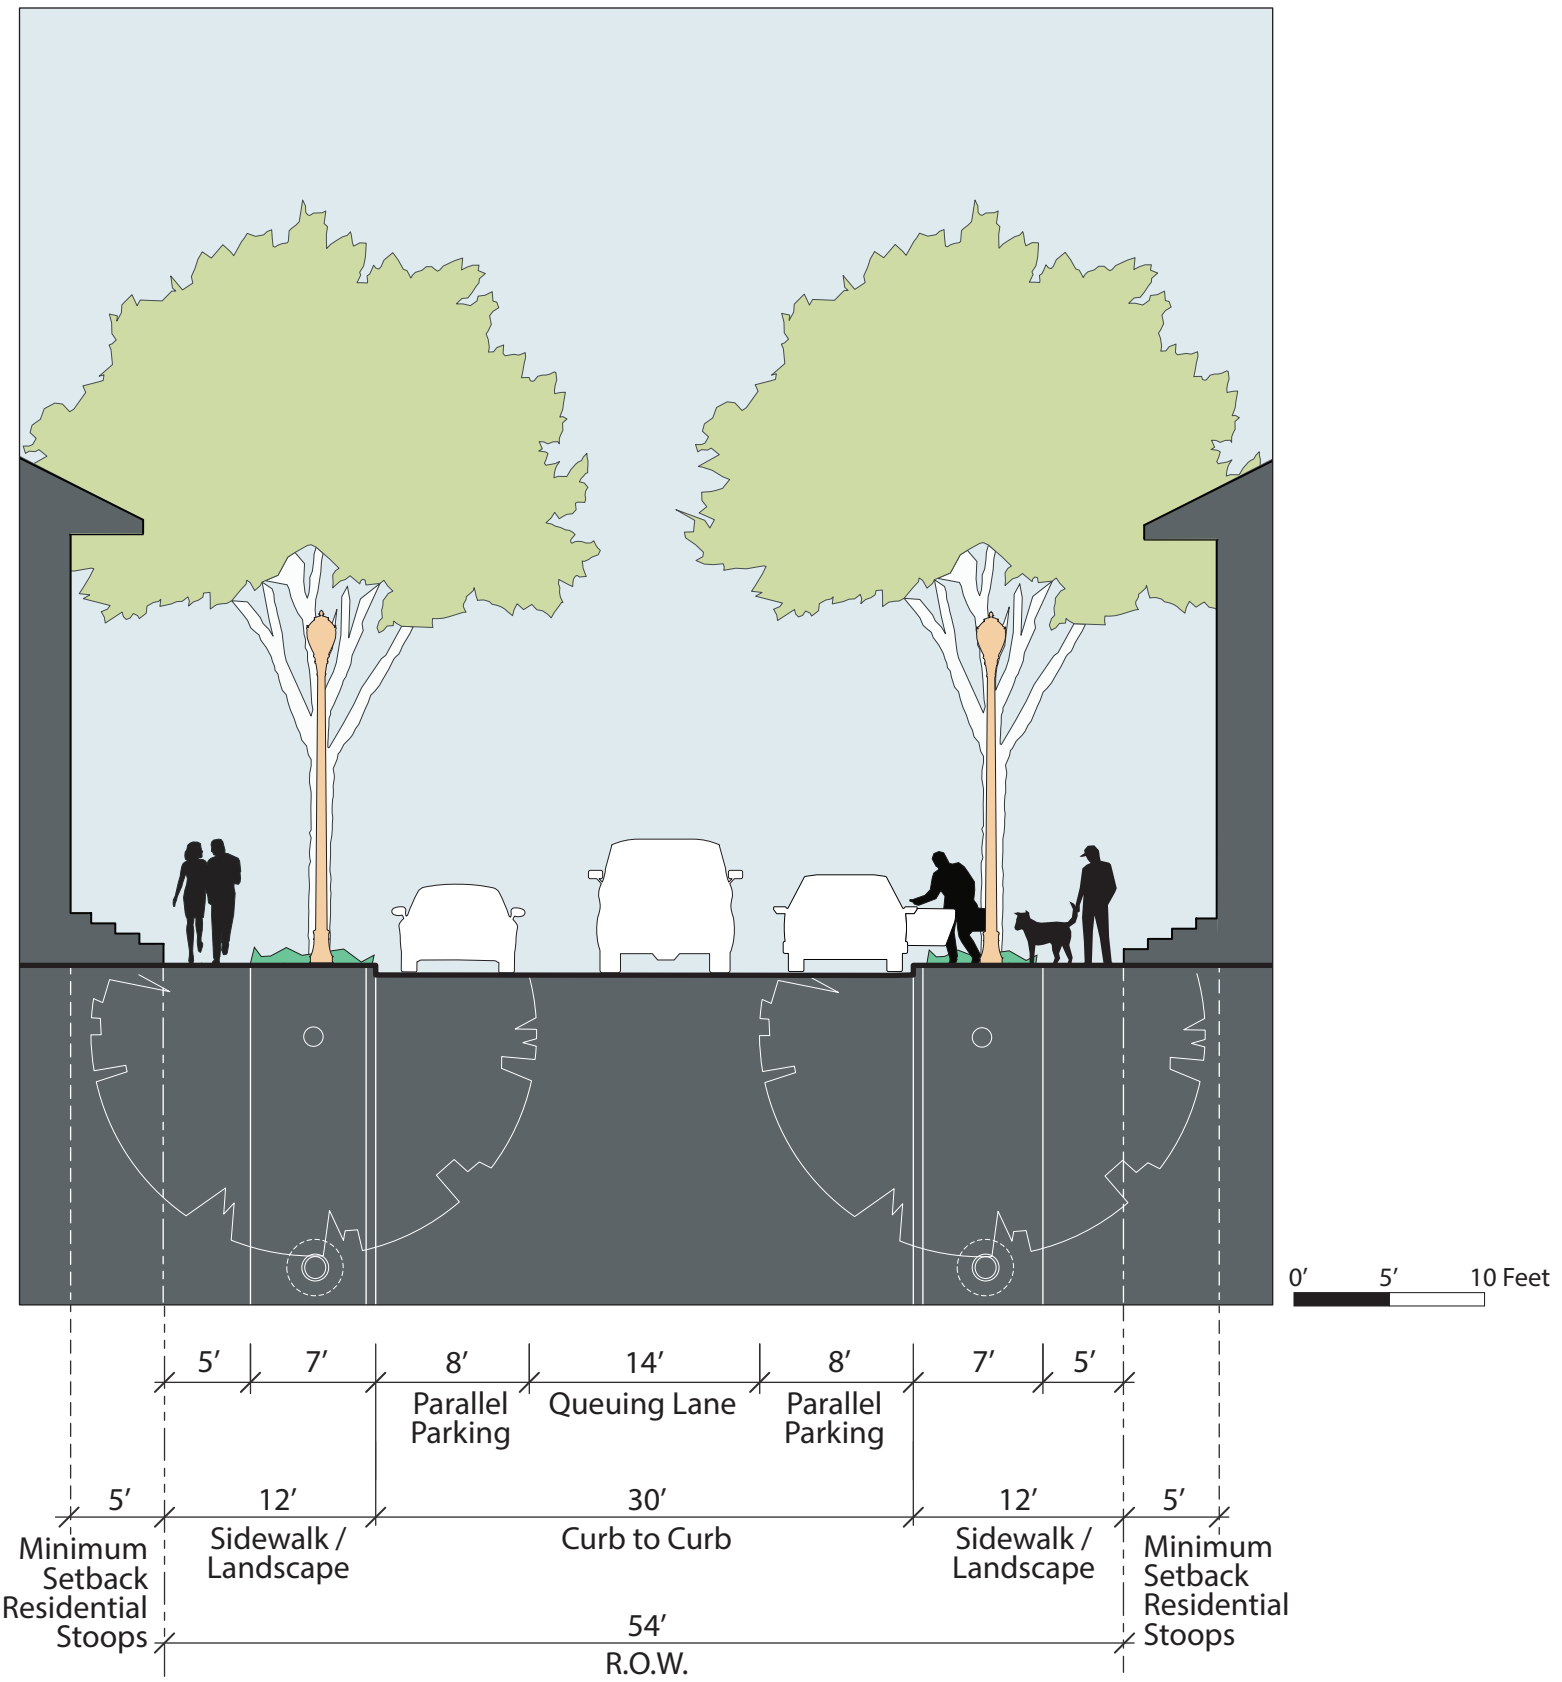 0′ 5′ 10 Feet
5′ 7′ 8′ 14′ 8′ 7′ 5′
Parallel
Parking
Queuing Lane
Parallel
Parking
5′ 12′ 30′ 12′ 5′
Minimum
Setback
Residential
Stoops
Sidewalk /
Landscape
Curb to Curb
Sidewalk /
Landscape
Minimum
Setback
Residential
Stoops
54′
R.O.W.